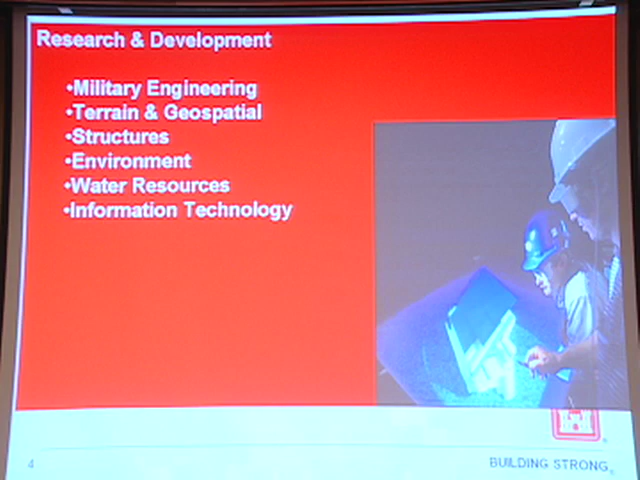 Research & Development
•Military Engineering
•Terrain & Geospatial
•Structures
•Environment
•Water Resources
•Information Technology
4
BUILDING STRONG®